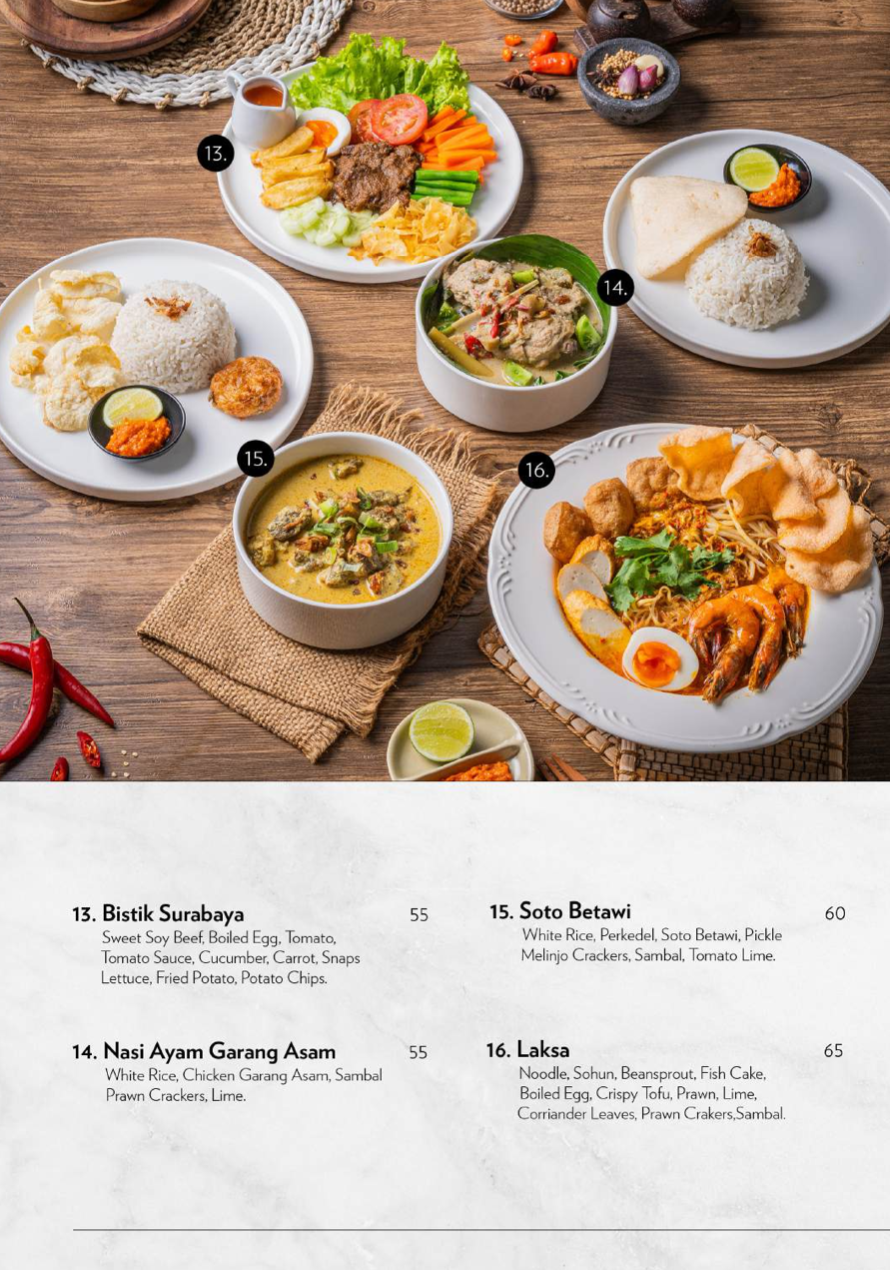 13.
14.
15.
16.
13. Bistik Surabaya 55
Sweet Soy Beef, Boiled Egg, Tomato,
Tomato Sauce, Cucumber, Carrot, Snaps
Lettuce, Fried Potato, Potato Chips.
14. Nasi Ayam Garang Asam 55
White Rice, Chicken Garang Asam, Sambal
Prawn Crackers, Lime.
15. Soto Betawi 60
White Rice, Perkedel, Soto Betawi, Pickle
Melinjo Crackers, Sambal, Tomato Lime.
16. Laksa 65
Noodle, Sohun, Beansprout, Fish Cake,
Boiled Egg, Crispy Tofu, Prawn, Lime,
Corriander Leaves, Prawn Crakers,Sambal.